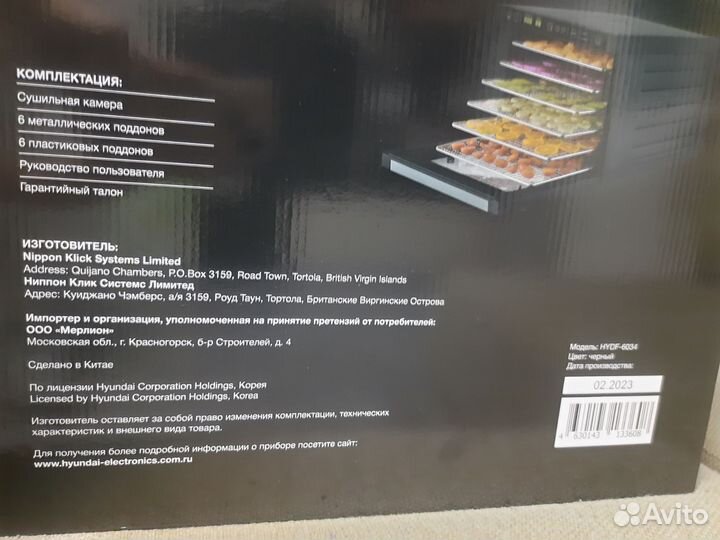 КОМПЛЕКТАЦИЯ:
Сушильная камера
6 металлических поддонов
6 пластиковых поддонов
Руководство пользователя
Гарантийный талон
ИЗГОТОВИТЕЛЬ:
Nippon Klick Systems Limited
Address: Quijano Chambers, P.O.Box 3159, Road Town, Tortola, British Virgin Islands
Ниппон Клик Системс Лимитед
Адрес: Куиджано Чэмберс, а/я 3159, Роуд Таун, Тортола, Британские Виргинские Острова
Импортер и организация, уполномоченная на принятие претензий от потребителей:
ООО «Мерлион»
Московская обл., г. Красногорск, б-р Строителей, д. 4
Сделано в Китае
По лицензии Hyundai Corporation Holdings, Корея
Licensed by Hyundai Corporation Holdings, Korea
Изготовитель оставляет за собой право изменения комплектации, технических
характеристик и внешнего вида товара.
Для получения более подробной информации о приборе посетите сайт:
www.hyundai-electronics.com.ru
Модель: HYDF-6034
Цвет: черный
Дата производства:
02.2023
4 630143 133608
Avito